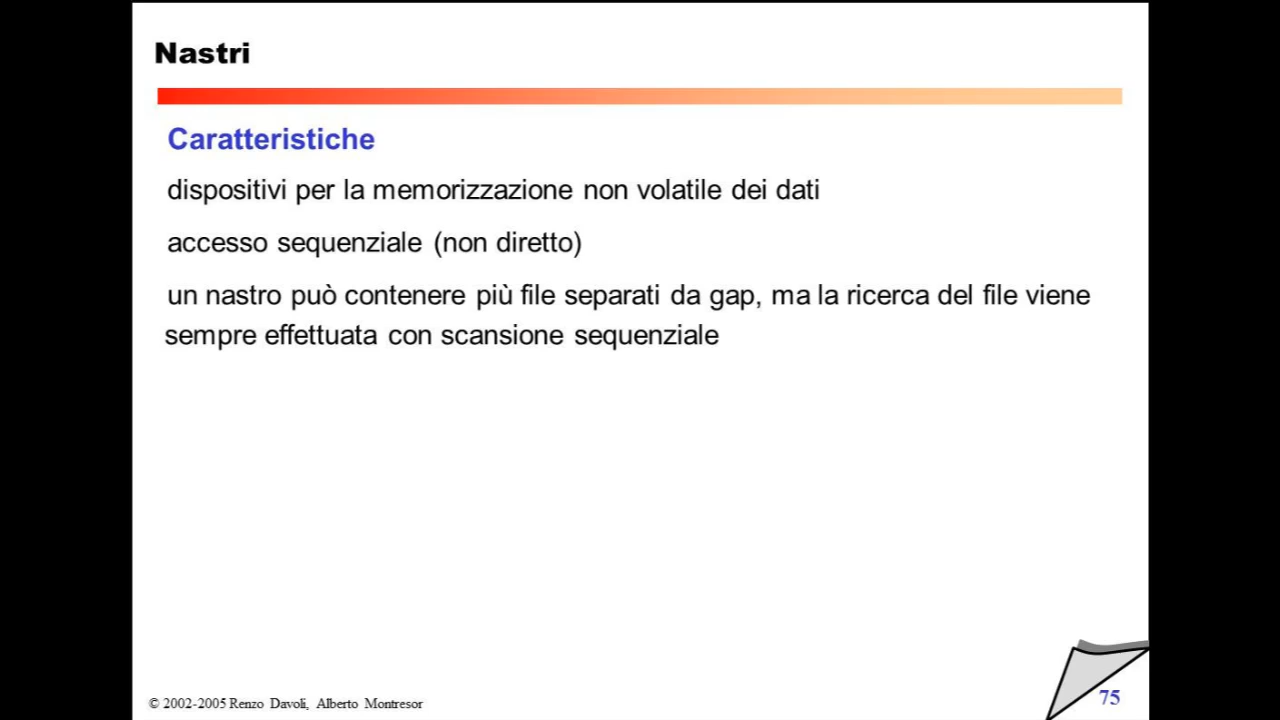 Nastri
Caratteristiche
dispositivi per la memorizzazione non volatile dei dati
accesso sequenziale (non diretto)
un nastro può contenere più file separati da gap, ma la ricerca del file viene
sempre effettuata con scansione sequenziale
© 2002-2005 Renzo Davoli, Alberto Montresor
75